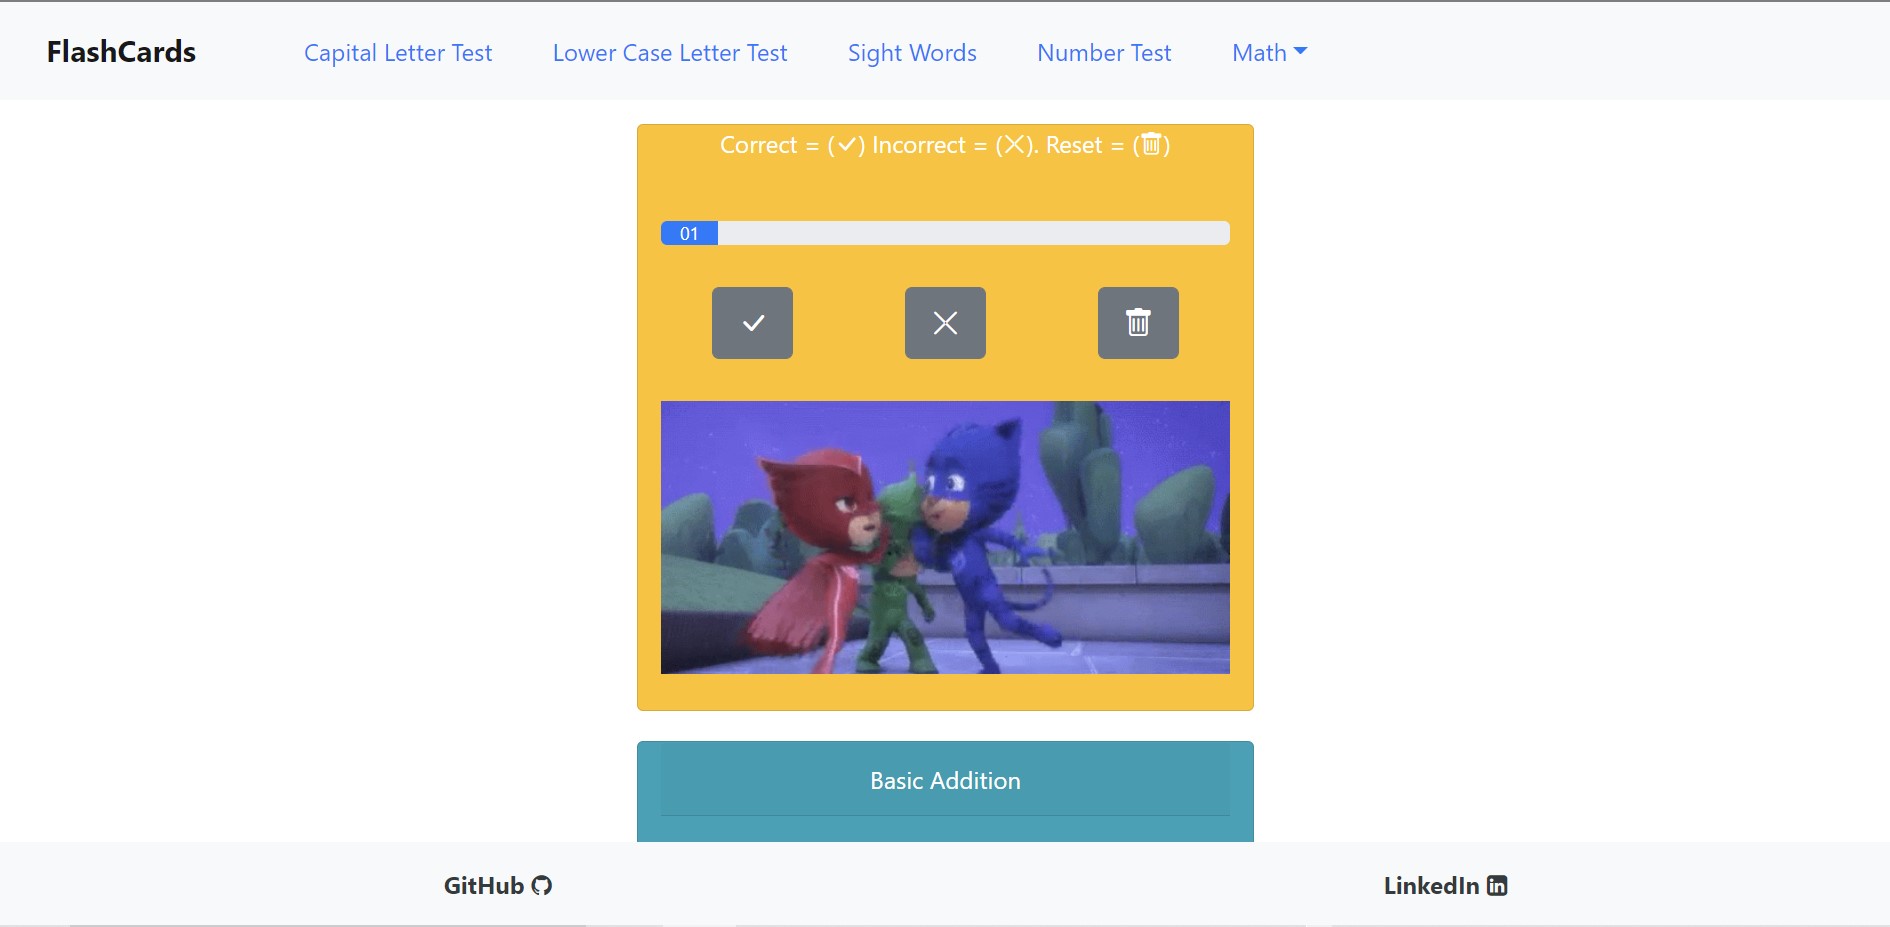 FlashCards Capital Letter Test Lower Case Letter Test Sight Words Number Test Math
Correct = (✓) Incorrect = (✕). Reset = (🗑)
01
Basic Addition
GitHub
LinkedIn